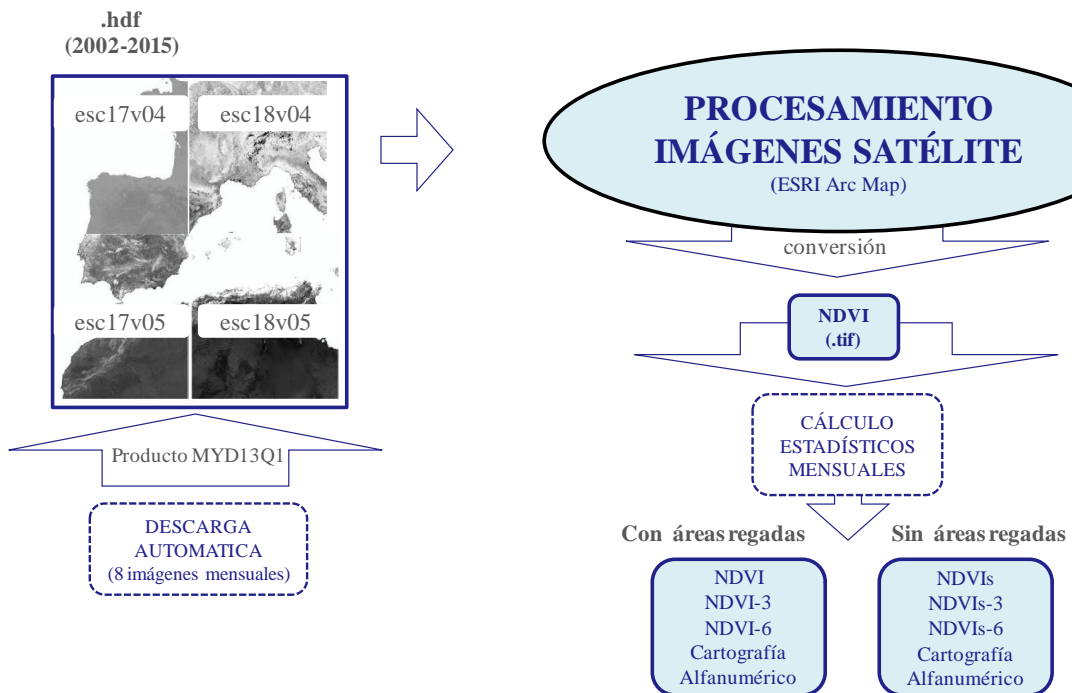 .hdf
(2002-2015)
esc17v04
esc18v04
esc17v05
esc18v05
Producto MYD13Q1
DESCARGA
AUTOMATICA
(8 imágenes mensuales)
PROCESAMIENTO
IMÁGENES SATÉLITE
(ESRI Arc Map)
conversión
NDVI
(.tif)
CÁLCULO
ESTADÍSTICOS
MENSUALES
Con áreas regadas
NDVI
NDVI-3
NDVI-6
Cartografía
Alfanumérico
Sin áreas regadas
NDVIs
NDVIs-3
NDVIs-6
Cartografía
Alfanumérico